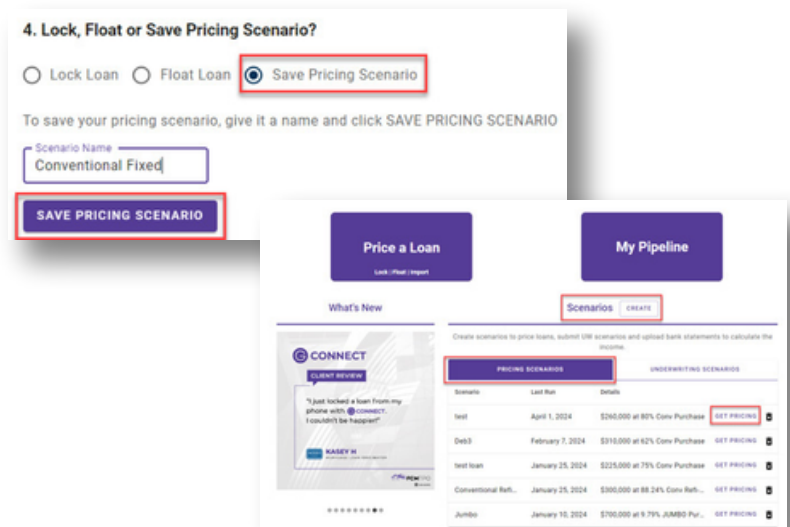 4. Lock, Float or Save Pricing Scenario?
Lock Loan Float Loan Save Pricing Scenario
To save your pricing scenario, give it a name and click SAVE PRICING SCENARIO
Scenario Name
Conventional Fixed
SAVE PRICING SCENARIO
Price a Loan
Lock | Float | Import
My Pipeline
What's New
G CONNECT
CLIENT REVIEW
"I just locked a loan from my
phone with G CONNECT.
I couldn't be happier!"
KASEY H
Scenarios CREATE
Create scenarios to price loans, submit UW scenarios and upload bank statements to calculate the
income.
PRICING SCENARIOS UNDERWRITING SCENARIOS
Scenario Last Run Details
test April 1, 2024 $260,000 at 80% Conv Purchase GET PRICING
Deb3 February 7, 2024 $310,000 at 62% Conv Purchase GET PRICING
test loan January 25, 2024 $225,000 at 75% Conv Purchase GET PRICING
Conventional Refi... January 25, 2024 $300,000 at 88.24% Conv Refi-... GET PRICING
Jumbo January 10, 2024 $700,000 at 9.79% JUMBO Pur... GET PRICING